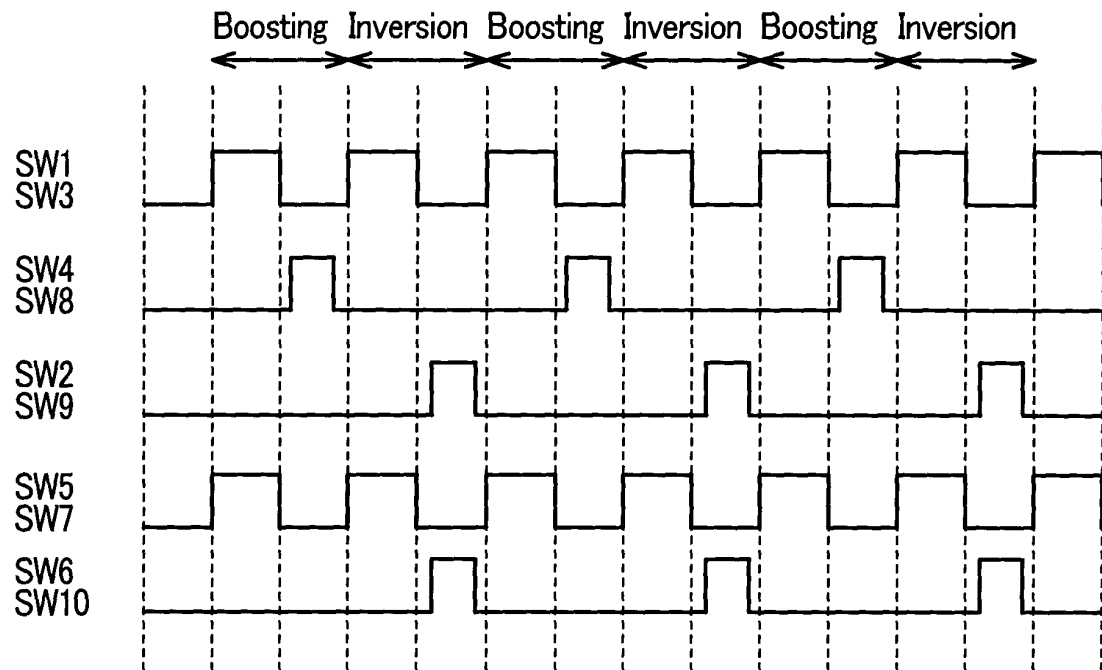 Boosting Inversion Boosting Inversion Boosting Inversion
SW1
SW3
SW4
SW8
SW2
SW9
SW5
SW7
SW6
SW10